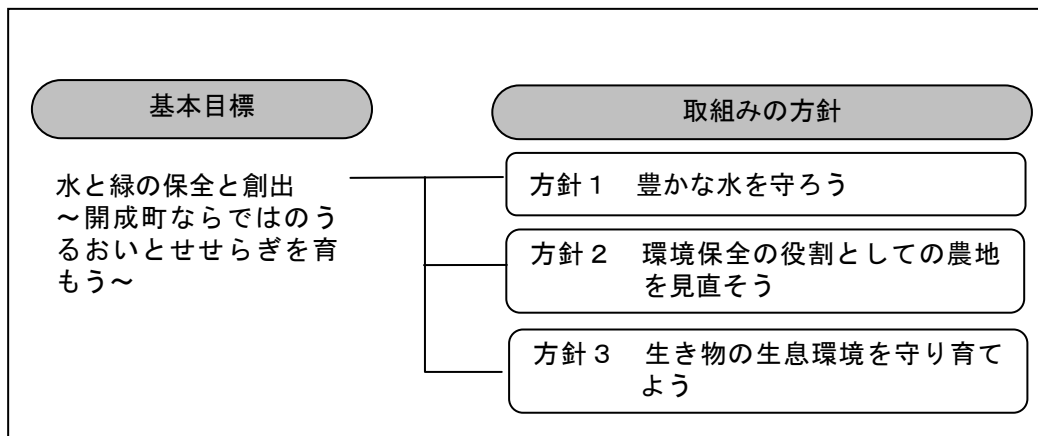 基本目標
取組みの方針
水と緑の保全と創出
～開成町ならではのう
るおいとせせらぎを育
もう～
方針１　豊かな水を守ろう
方針２　環境保全の役割としての農地
を見直そう
方針３　生き物の生息環境を守り育て
よう